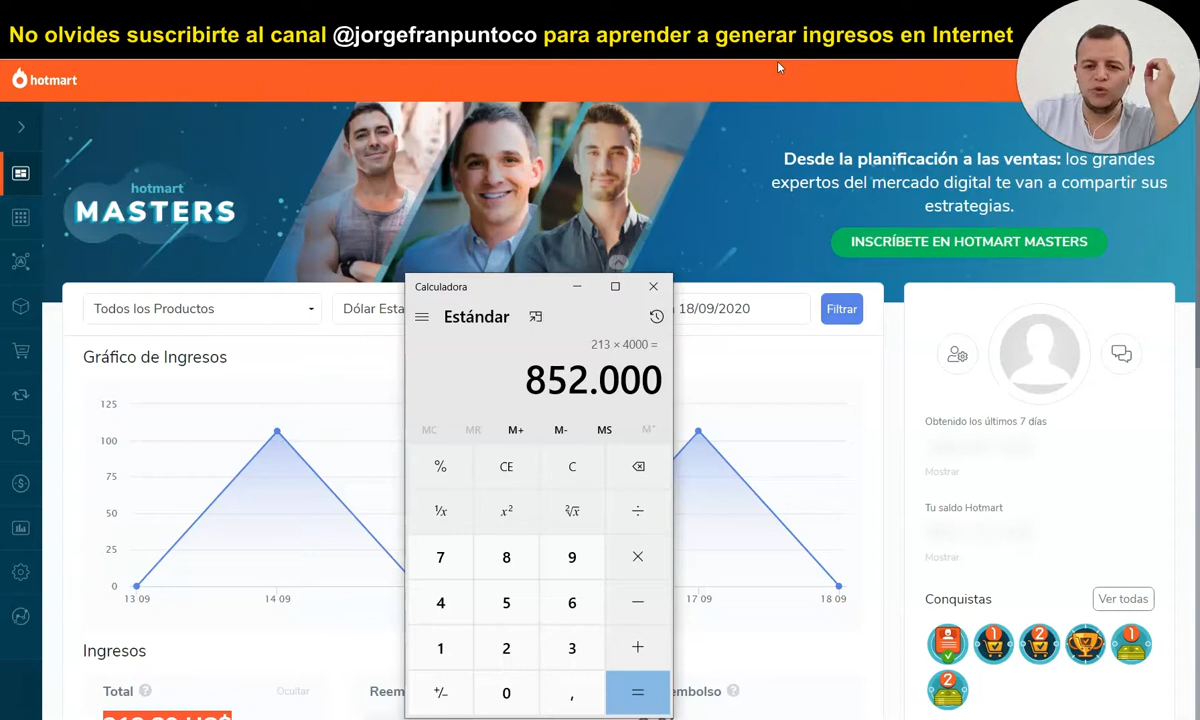 No olvides suscribirte al canal @jorgefranpuntoco para aprender a generar ingresos en Internet
hotmart
hotmart
MASTERS
Desde la planificación a las ventas: los grandes
expertos del mercado digital te van a compartir sus
estrategias.
INSCRÍBETE EN HOTMART MASTERS
Todos los Productos
Dólar Esta
18/09/2020
Filtrar
Gráfico de Ingresos
125
100
75
50
25
0
13 09
14 09
17 09
18 09
Calculadora
Estándar
213 × 4000 =
852.000
MC MR M+ M- MS M˅
% CE C
¹/x x² ²√x ÷
7 8 9 ×
4 5 6 −
1 2 3 +
+/− 0 , =
Obtenido los últimos 7 días
Mostrar
Tu saldo Hotmart
Mostrar
Conquistas
Ver todas
1
2
1
2
Ingresos
Total ?
Ocultar
Reem
embolso ?